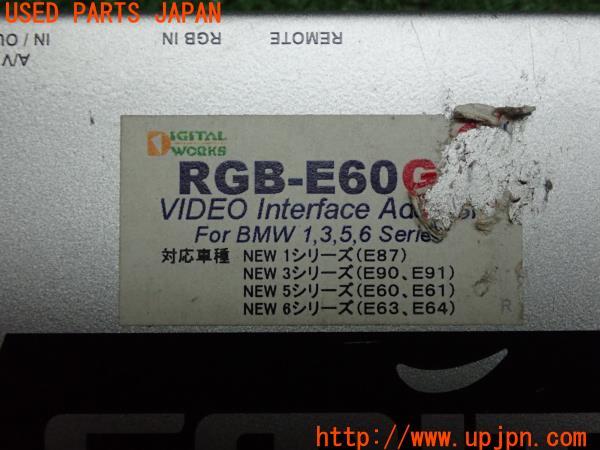 USED PARTS JAPAN
A/V
IN / OU
RGB IN
REMOTE
DIGITAL
WORKS
RGB-E60G
VIDEO Interface
For BMW 1,3,5,6 Series
対応車種 NEW 1シリーズ(E87)
NEW 3シリーズ(E90、E91)
NEW 5シリーズ(E60、E61)
NEW 6シリーズ(E63、E64)
R
http://www.upjpn.com